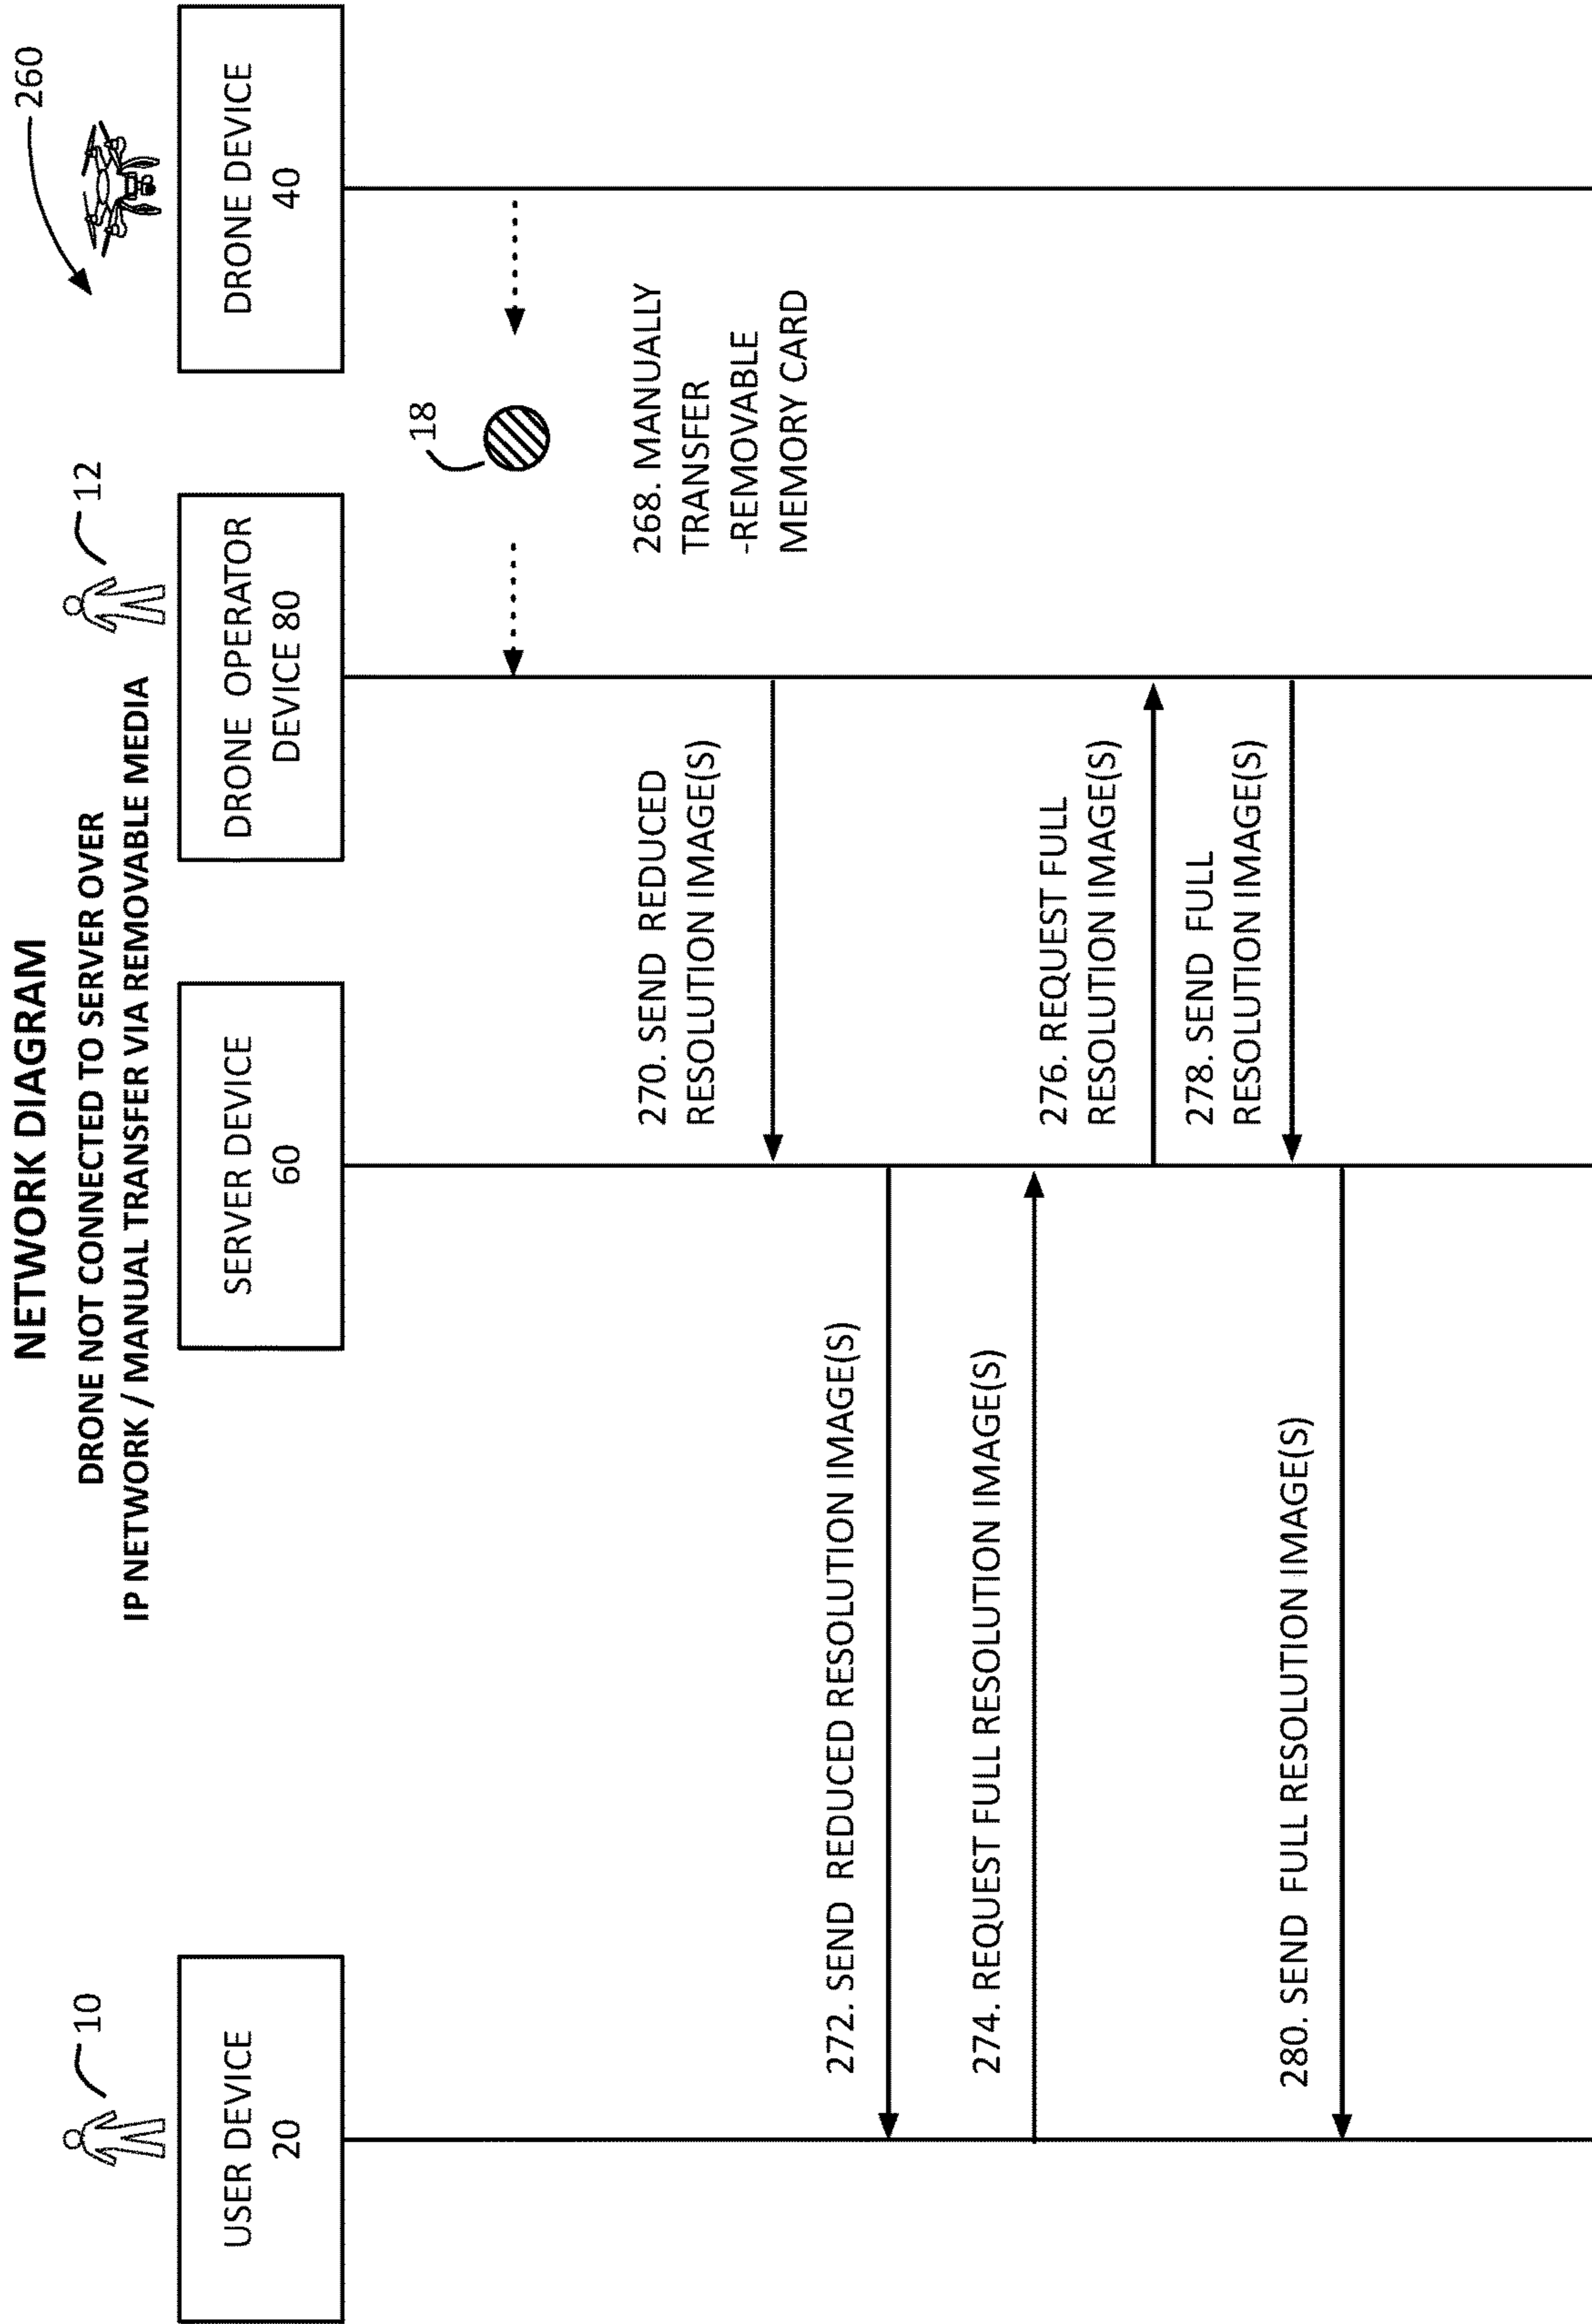 NETWORK DIAGRAM
DRONE NOT CONNECTED TO SERVER OVER
IP NETWORK / MANUAL TRANSFER VIA REMOVABLE MEDIA
10
12
260
USER DEVICE
20
SERVER DEVICE
60
DRONE OPERATOR
DEVICE 80
DRONE DEVICE
40
18
268. MANUALLY
TRANSFER
-REMOVABLE
MEMORY CARD
270. SEND REDUCED
RESOLUTION IMAGE(S)
272. SEND REDUCED RESOLUTION IMAGE(S)
274. REQUEST FULL RESOLUTION IMAGE(S)
276. REQUEST FULL
RESOLUTION IMAGE(S)
278. SEND FULL
RESOLUTION IMAGE(S)
280. SEND FULL RESOLUTION IMAGE(S)